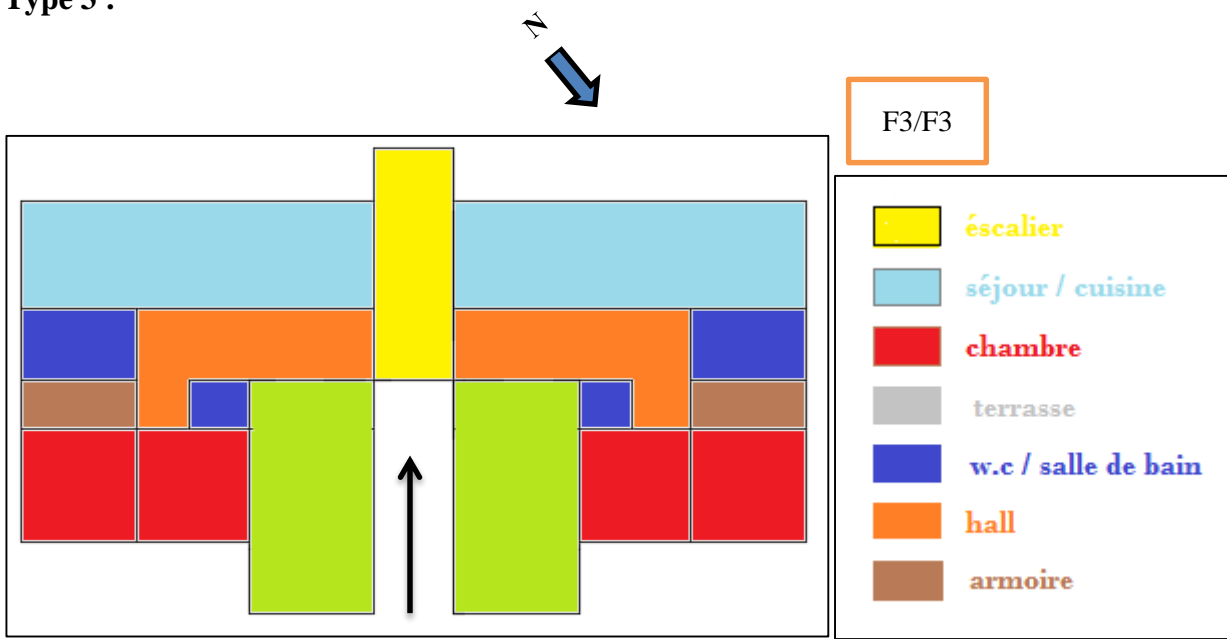 Type 3 :
N
F3/F3
éscalier
séjour / cuisine
chambre
terrasse
w.c / salle de bain
hall
armoire